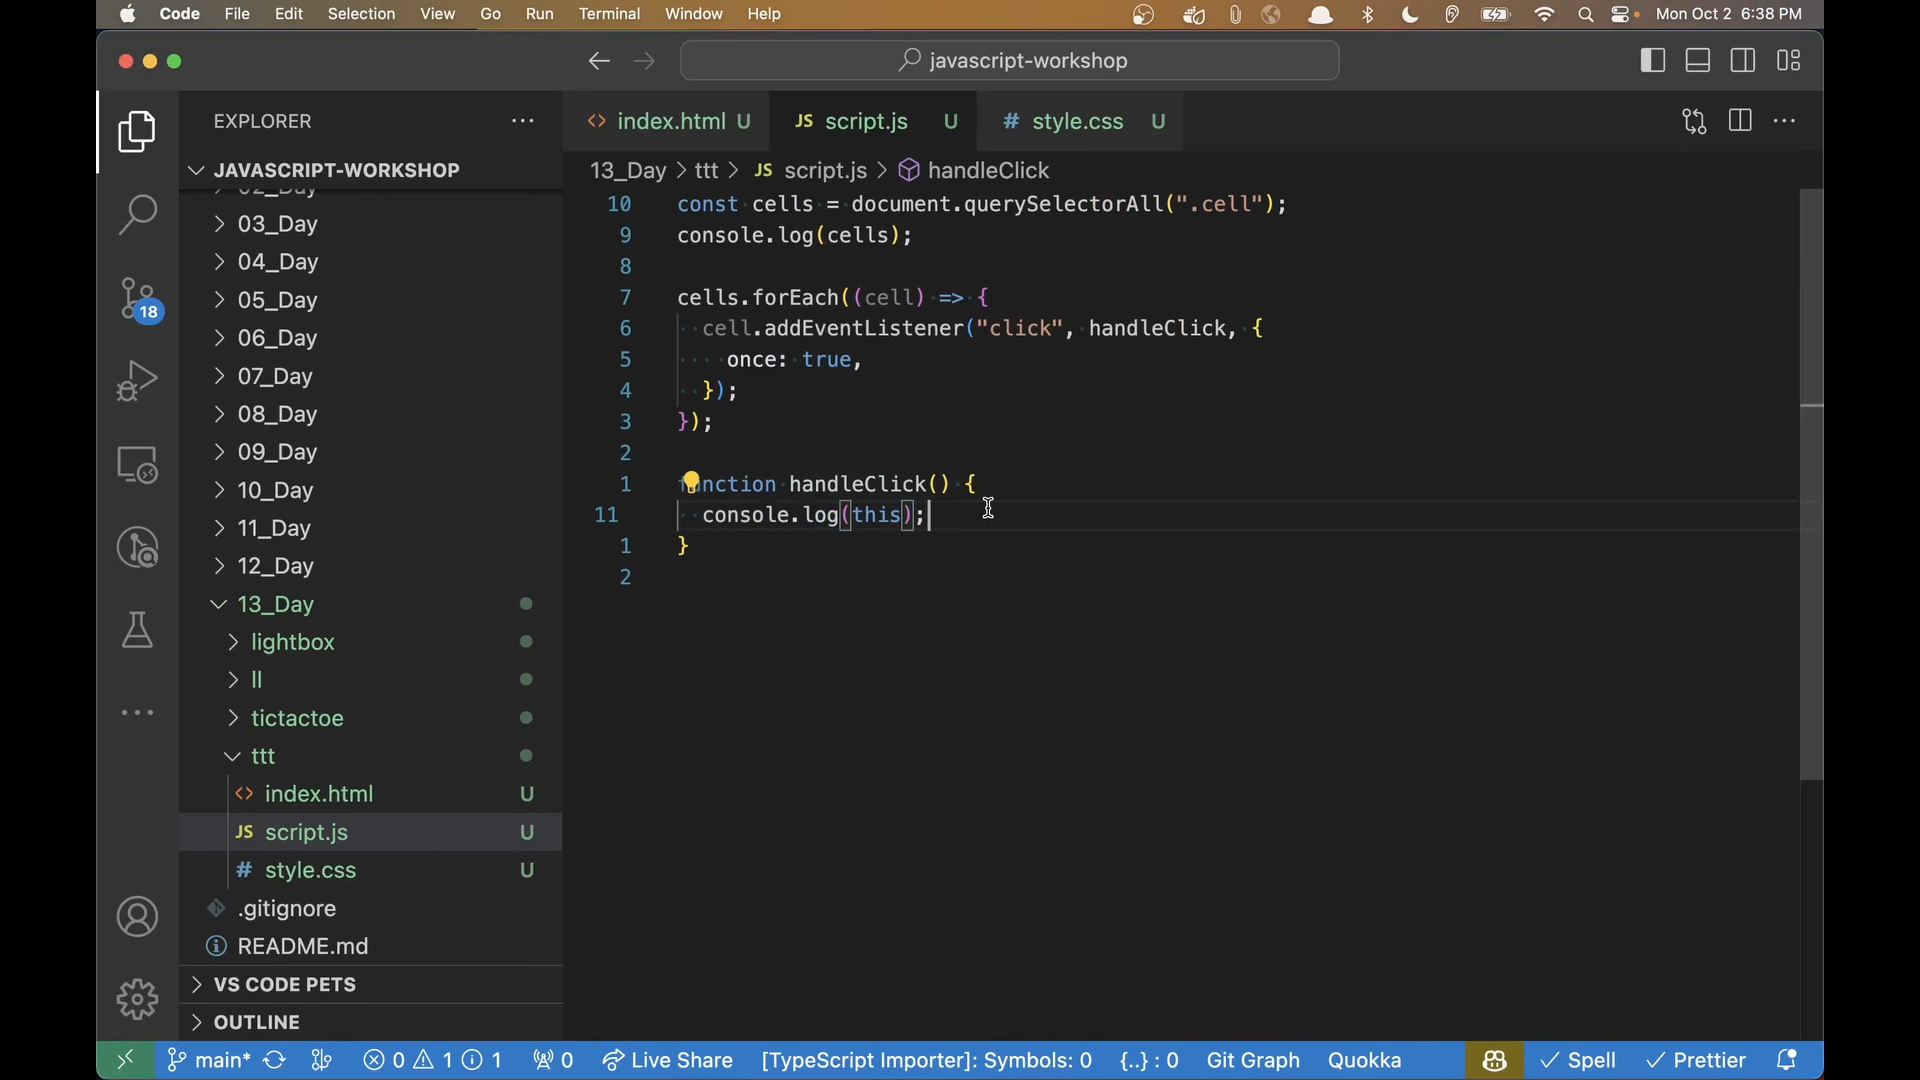 Code File Edit Selection View Go Run Terminal Window Help Mon Oct 2 6:38 PM
javascript-workshop
EXPLORER
index.html U
JS script.js U
# style.css U
JAVASCRIPT-WORKSHOP
13_Day > ttt > JS script.js > handleClick
02_Day
03_Day
04_Day
05_Day
06_Day
07_Day
08_Day
09_Day
10_Day
11_Day
12_Day
13_Day
lightbox
ll
tictactoe
ttt
<> index.html U
JS script.js U
# style.css U
.gitignore
README.md
VS CODE PETS
OUTLINE
18
10 const cells = document.querySelectorAll(".cell");
9 console.log(cells);
8
7 cells.forEach((cell) => {
6 cell.addEventListener("click", handleClick, {
5 once: true,
4 });
3 });
2
1 function handleClick() {
11 console.log(this);
1 }
2
main* 0 1 1 0 Live Share [TypeScript Importer]: Symbols: 0 {..} : 0 Git Graph Quokka Spell Prettier